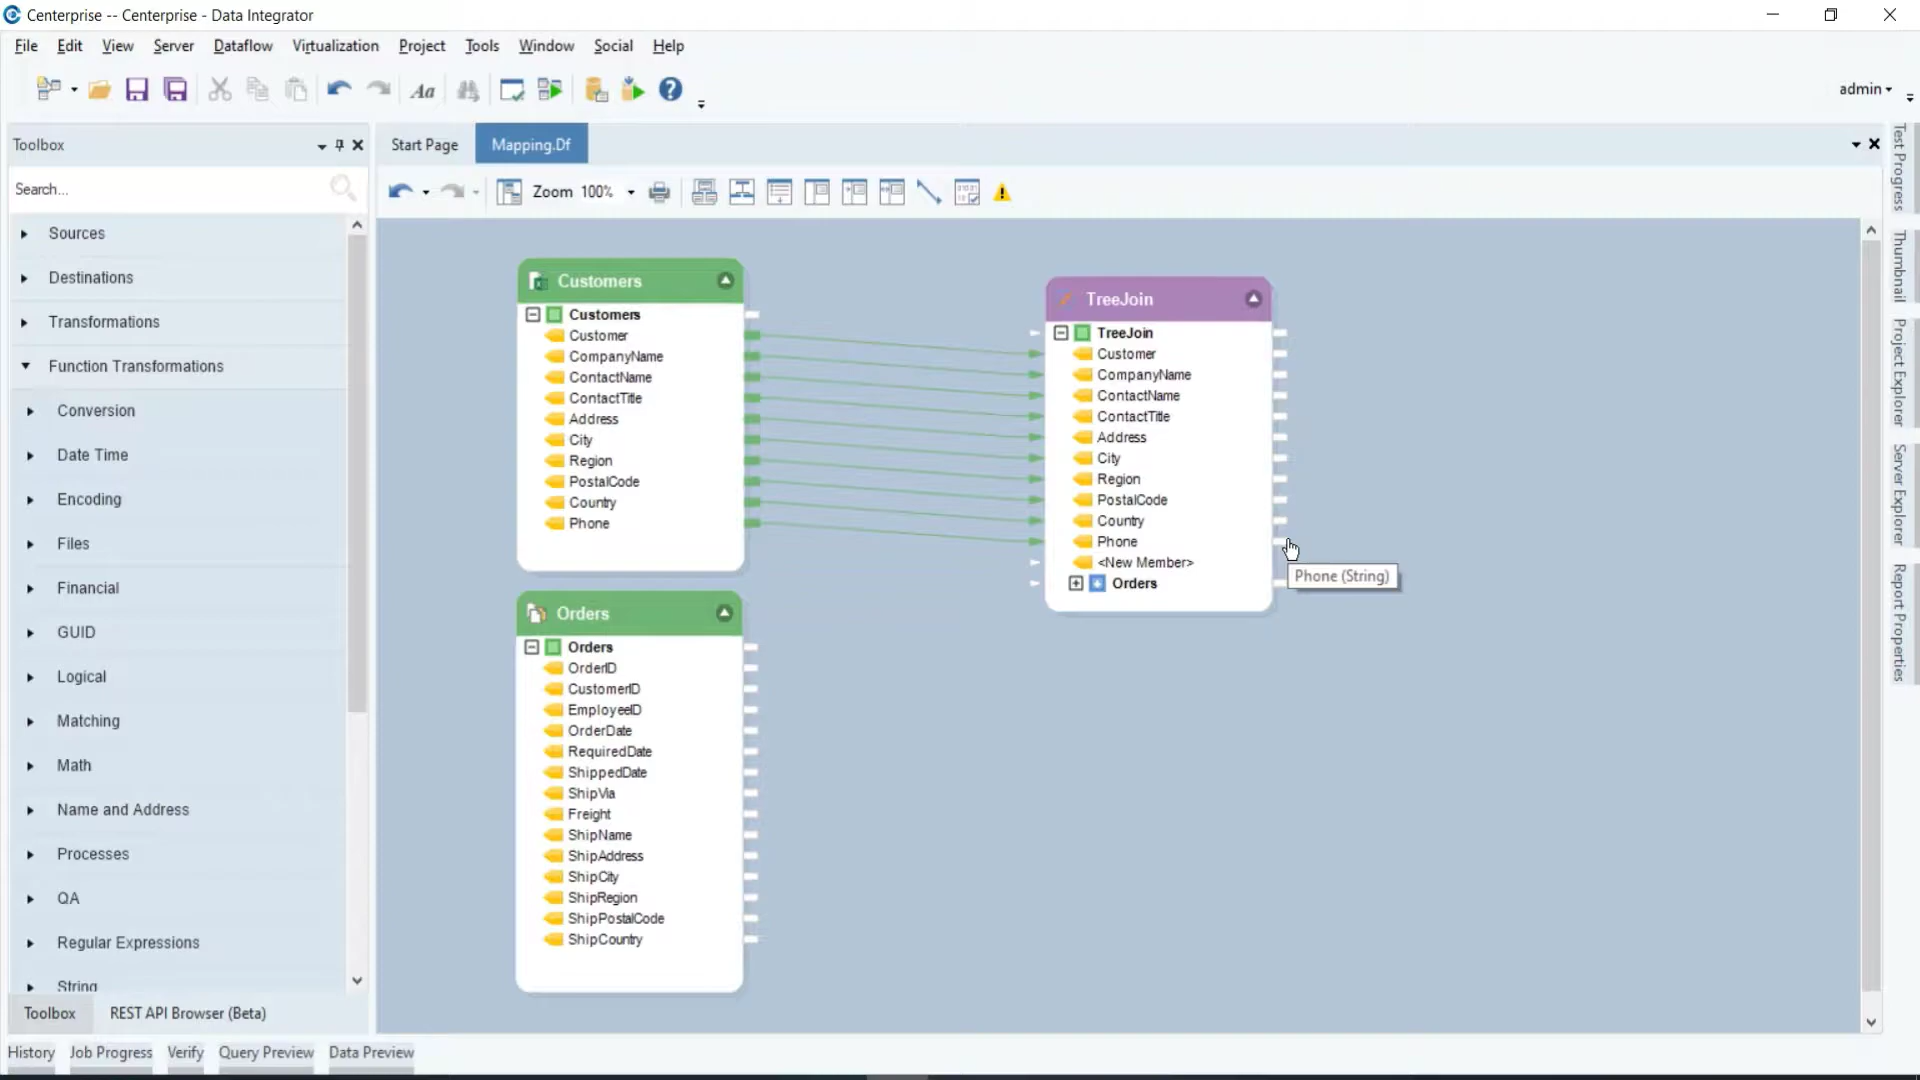 Centerprise -- Centerprise - Data Integrator
File Edit View Server Dataflow Virtualization Project Tools Window Social Help
Aa
admin
Toolbox
Start Page
Mapping.Df
Search...
Zoom 100%
Sources
Destinations
Transformations
Function Transformations
Conversion
Date Time
Encoding
Files
Financial
GUID
Logical
Matching
Math
Name and Address
Processes
QA
Regular Expressions
String
Customers
Customers
Customer
CompanyName
ContactName
ContactTitle
Address
City
Region
PostalCode
Country
Phone
Orders
Orders
OrderID
CustomerID
EmployeeID
OrderDate
RequiredDate
ShippedDate
ShipVia
Freight
ShipName
ShipAddress
ShipCity
ShipRegion
ShipPostalCode
ShipCountry
TreeJoin
TreeJoin
Customer
CompanyName
ContactName
ContactTitle
Address
City
Region
PostalCode
Country
Phone
<New Member>
Orders
Phone (String)
Test Progress
Thumbnail
Project Explorer
Server Explorer
Report Properties
Toolbox
REST API Browser (Beta)
History Job Progress Verify Query Preview Data Preview